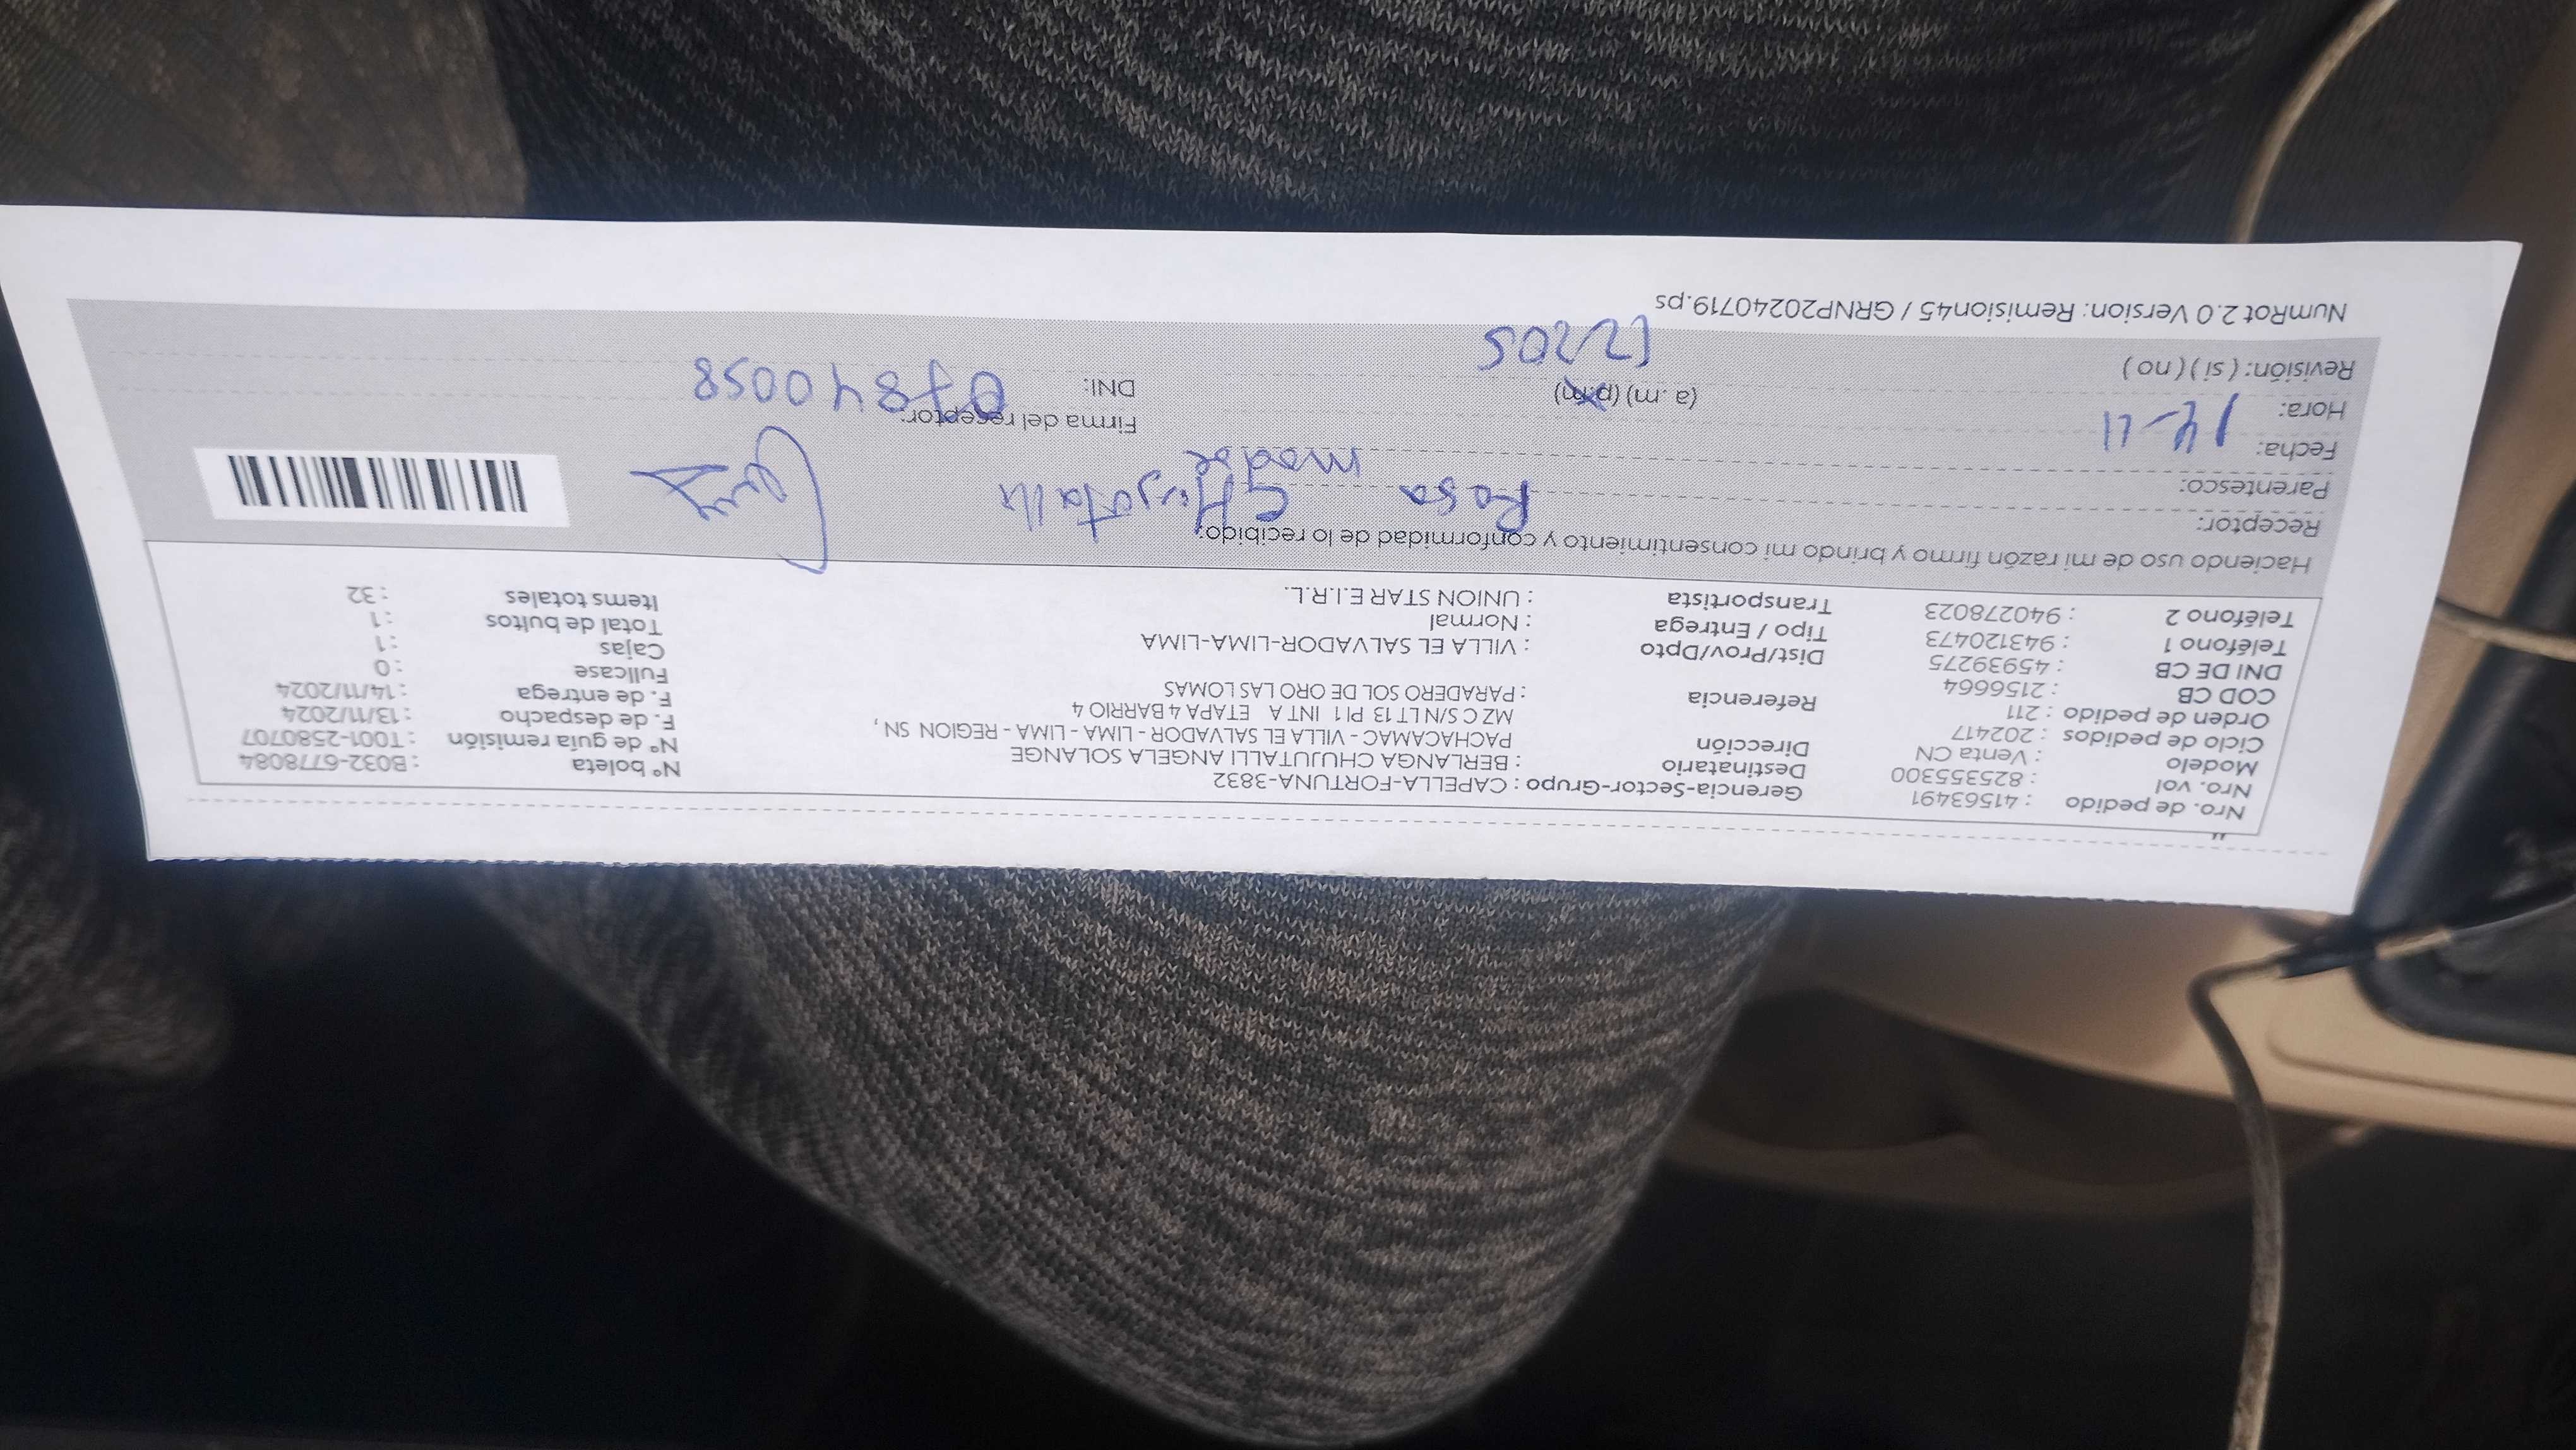 Nro. de pedido : 41563491 Gerencia-Sector-Grupo : CAPELLA-FORTUNA-3832 Nº boleta : B032-6778084
Nro. vol : 825355300 Destinatario : BERLANGA CHUJUTALLI ANGELA SOLANGE Nº de guía remisión : T001-2580707
Modelo : Venta CN Dirección PACHACAMAC - VILLA EL SALVADOR - LIMA - LIMA - REGION SN, F. de despacho : 13/11/2024
Ciclo de pedidos : 202417 MZ C S/N LT 13 PI 1 INT A ETAPA 4 BARRIO 4 F. de entrega : 14/11/2024
Orden de pedido : 211 Referencia : PARADERO SOL DE ORO LAS LOMAS Fullcase : 0
COD CB : 2156664 Dist/Prov/Dpto : VILLA EL SALVADOR-LIMA-LIMA Cajas : 1
DNI DE CB : 45939275 Tipo / Entrega : Normal Total de bultos : 1
Teléfono 1 : 943120473 Transportista : UNION STAR E.I.R.L. Items totales : 32
Teléfono 2 : 940278023
Haciendo uso de mi razón firmo y brindo mi consentimiento y conformidad de lo recibido:
Receptor: Rosa
Parentesco: madre
Fecha: 14-11 Firma del receptor:
Hora: (a. m) (p.m) DNI: 07840058
Revisión: ( si ) ( no )
NumRot 2.0 Version: Remision45 / GRNP20240719.ps